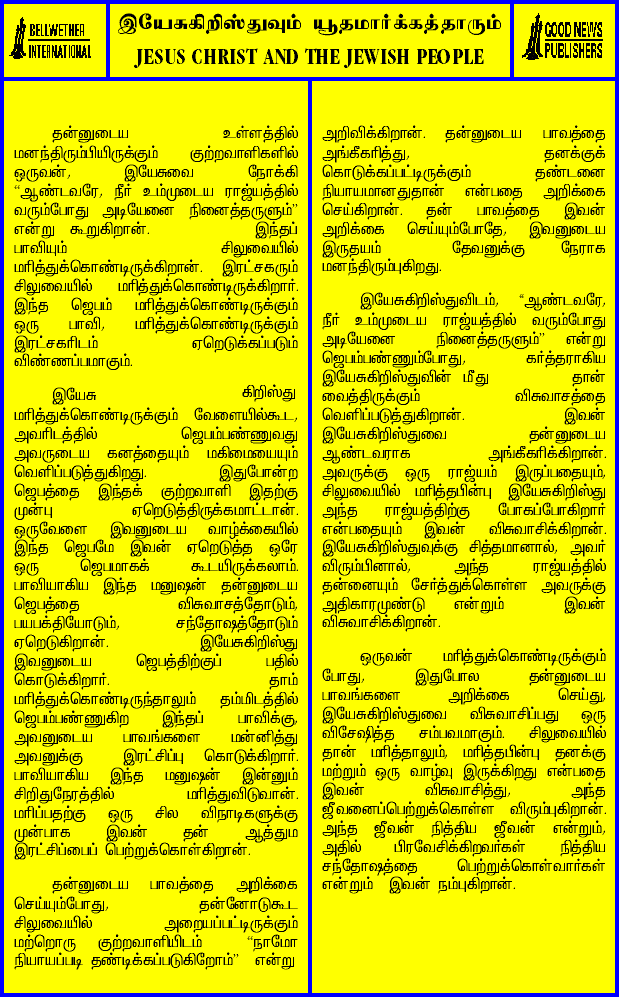 BELLWETHER
INTERNATIONAL
இயேசுகிறிஸ்துவும் யூதமார்க்கத்தாரும்
JESUS CHRIST AND THE JEWISH PEOPLE
GOOD NEWS
PUBLISHERS
தன்னுடைய உள்ளத்தில்
மனந்திரும்பியிருக்கும் குற்றவாளிகளில்
ஒருவன், இயேசுவை நோக்கி
“ஆண்டவரே, நீர் உம்முடைய ராஜ்யத்தில்
வரும்போது அடியேனை நினைத்தருளும்”
என்று கூறுகிறான். இந்தப்
பாவியும் சிலுவையில்
மரித்துக்கொண்டிருக்கிறான். இரட்சகரும்
சிலுவையில் மரித்துக்கொண்டிருக்கிறார்.
இந்த ஜெபம் மரித்துக்கொண்டிருக்கும்
ஒரு பாவி, மரித்துக்கொண்டிருக்கும்
இரட்சகரிடம் ஏறெடுக்கப்படும்
விண்ணப்பமாகும்.
இயேசு கிறிஸ்து
மரித்துக்கொண்டிருக்கும் வேளையில்கூட,
அவரிடத்தில் ஜெபம்பண்ணுவது
அவருடைய கனத்தையும் மகிமையையும்
வெளிப்படுத்துகிறது. இதுபோன்ற
ஜெபத்தை இந்தக் குற்றவாளி இதற்கு
முன்பு ஏறெடுத்திருக்கமாட்டான்.
ஒருவேளை இவனுடைய வாழ்க்கையில்
இந்த ஜெபமே இவன் ஏறெடுத்த ஒரே
ஒரு ஜெபமாகக் கூடயிருக்கலாம்.
பாவியாகிய இந்த மனுஷன் தன்னுடைய
ஜெபத்தை விசுவாசத்தோடும்,
பயபக்தியோடும், சந்தோஷத்தோடும்
ஏறெடுகிறான். இயேசுகிறிஸ்து
இவனுடைய ஜெபத்திற்குப் பதில்
கொடுக்கிறார். தாம்
மரித்துக்கொண்டிருந்தாலும் தம்மிடத்தில்
ஜெபம்பண்ணுகிற இந்தப் பாவிக்கு,
அவனுடைய பாவங்களை மன்னித்து
அவனுக்கு இரட்சிப்பு கொடுக்கிறார்.
பாவியாகிய இந்த மனுஷன் இன்னும்
சிறிதுநேரத்தில் மரித்துவிடுவான்.
மரிப்பதற்கு ஒரு சில விநாடிகளுக்கு
முன்பாக இவன் தன் ஆத்தும
இரட்சிப்பைப் பெற்றுக்கொள்கிறான்.
தன்னுடைய பாவத்தை அறிக்கை
செய்யும்போது, தன்னோடுகூட
சிலுவையில் அறையப்பட்டிருக்கும்
மற்றொரு குற்றவாளியிடம் “நாமோ
நியாயப்படி தண்டிக்கப்படுகிறோம்” என்று
அறிவிக்கிறான். தன்னுடைய பாவத்தை
அங்கீகரித்து, தனக்குக்
கொடுக்கப்பட்டிருக்கும் தண்டனை
நியாயமானதுதான் என்பதை அறிக்கை
செய்கிறான். தன் பாவத்தை இவன்
அறிக்கை செய்யும்போதே, இவனுடைய
இருதயம் தேவனுக்கு நேராக
மனந்திரும்புகிறது.
இயேசுகிறிஸ்துவிடம், “ஆண்டவரே,
நீர் உம்முடைய ராஜ்யத்தில் வரும்போது
அடியேனை நினைத்தருளும்” என்று
ஜெபம்பண்ணும்போது, கர்த்தராகிய
இயேசுகிறிஸ்துவின் மீது தான்
வைத்திருக்கும் விசுவாசத்தை
வெளிப்படுத்துகிறான். இவன்
இயேசுகிறிஸ்துவை தன்னுடைய
ஆண்டவராக அங்கீகரிக்கிறான்.
அவருக்கு ஒரு ராஜ்யம் இருப்பதையும்,
சிலுவையில் மரித்தபின்பு இயேசுகிறிஸ்து
அந்த ராஜ்யத்திற்கு போகப்போகிறார்
என்பதையும் இவன் விசுவாசிக்கிறான்.
இயேசுகிறிஸ்துவுக்கு சித்தமானால், அவர்
விரும்பினால், அந்த ராஜ்யத்தில்
தன்னையும் சேர்த்துக்கொள்ள அவருக்கு
அதிகாரமுண்டு என்றும் இவன்
விசுவாசிக்கிறான்.
ஒருவன் மரித்துக்கொண்டிருக்கும்
போது, இதுபோல தன்னுடைய
பாவங்களை அறிக்கை செய்து,
இயேசுகிறிஸ்துவை விசுவாசிப்பது ஒரு
விசேஷித்த சம்பவமாகும். சிலுவையில்
தான் மரித்தாலும், மரித்தபின்பு தனக்கு
மற்றும் ஒரு வாழ்வு இருக்கிறது என்பதை
இவன் விசுவாசித்து, அந்த
ஜீவனைப்பெற்றுக்கொள்ள விரும்புகிறான்.
அந்த ஜீவன் நித்திய ஜீவன் என்றும்,
அதில் பிரவேசிக்கிறவர்கள் நித்திய
சந்தோஷத்தை பெற்றுக்கொள்வார்கள்
என்றும் இவன் நம்புகிறான்.